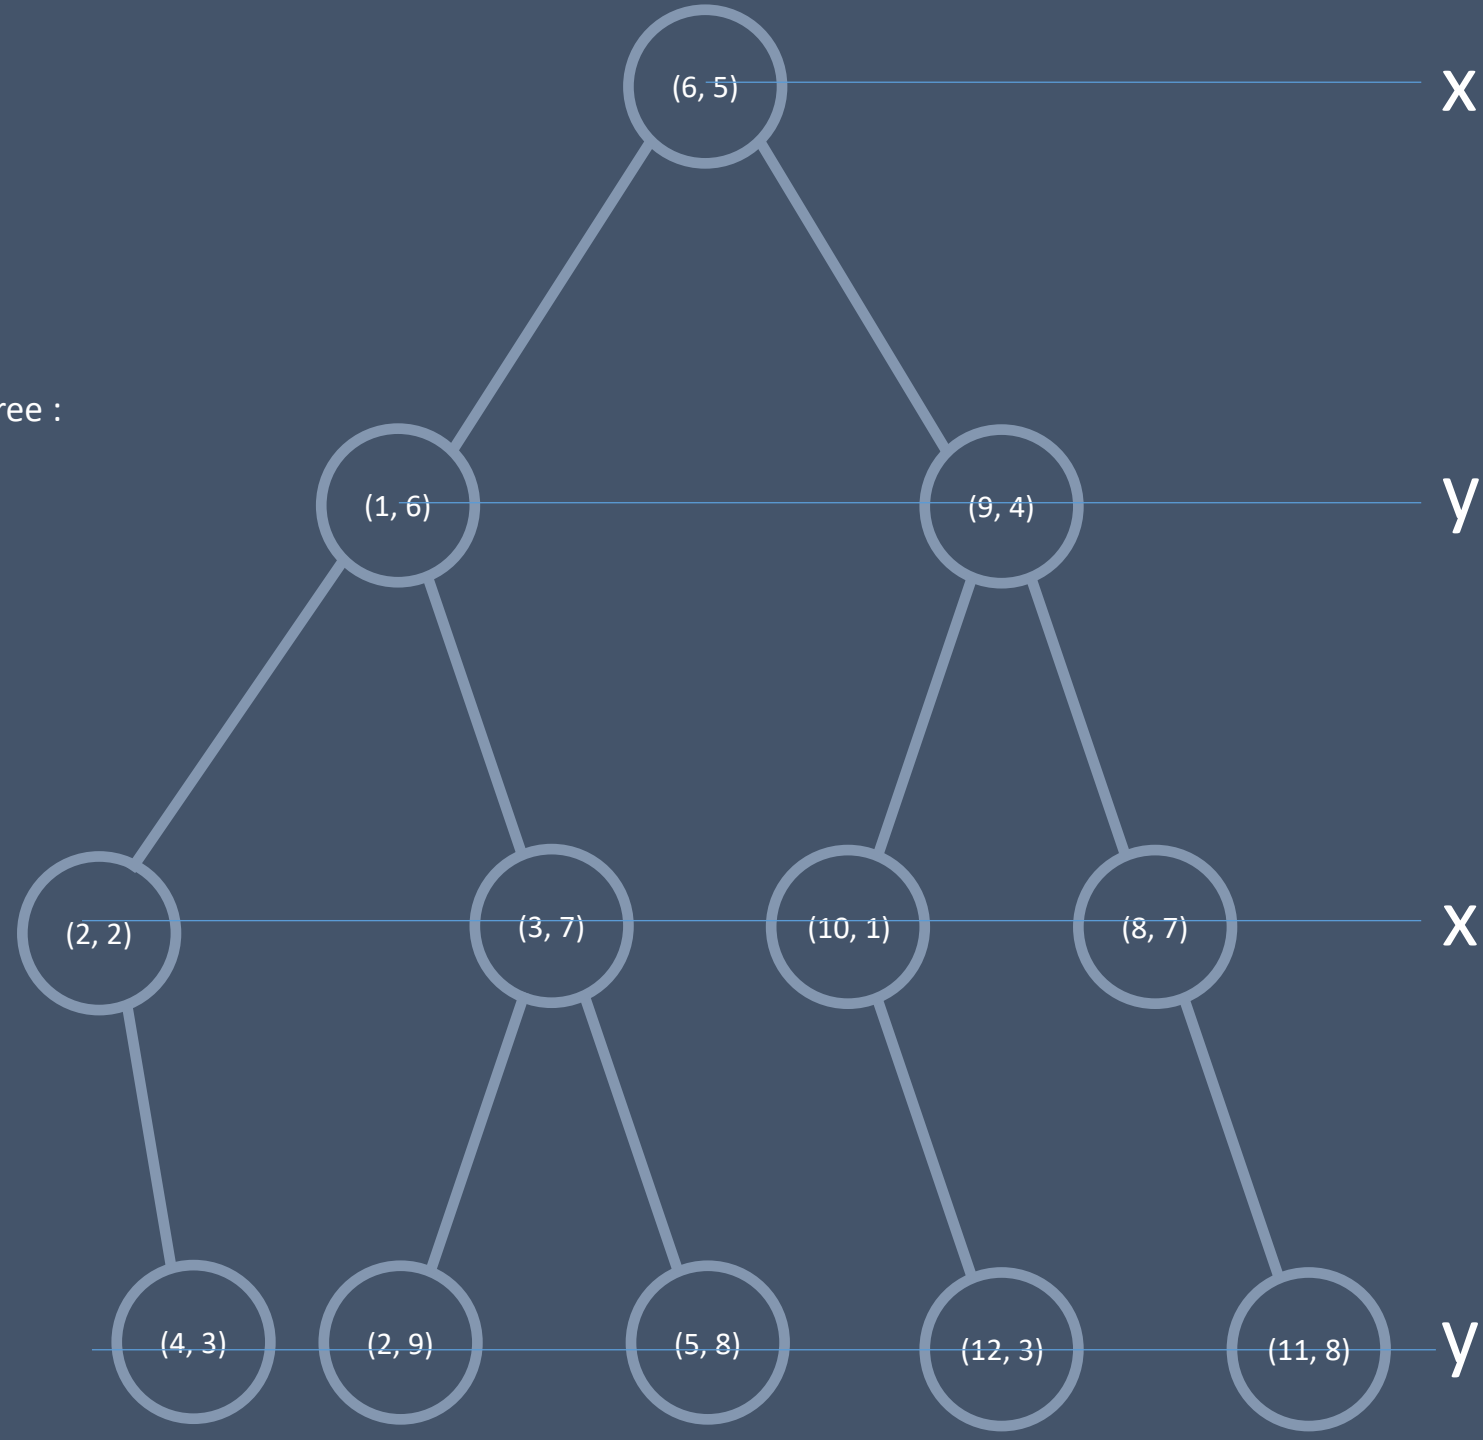 (6, 5) x
ree :
(1, 6) (9, 4) y
(2, 2) (3, 7) (10, 1) (8, 7) x
(4, 3) (2, 9) (5, 8) (12, 3) (11, 8) y